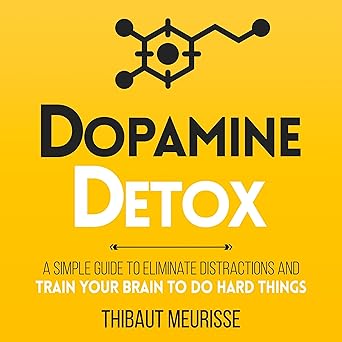 DOPAMINE
DETOX
A SIMPLE GUIDE TO ELIMINATE DISTRACTIONS AND
TRAIN YOUR BRAIN TO DO HARD THINGS
THIBAUT MEURISSE